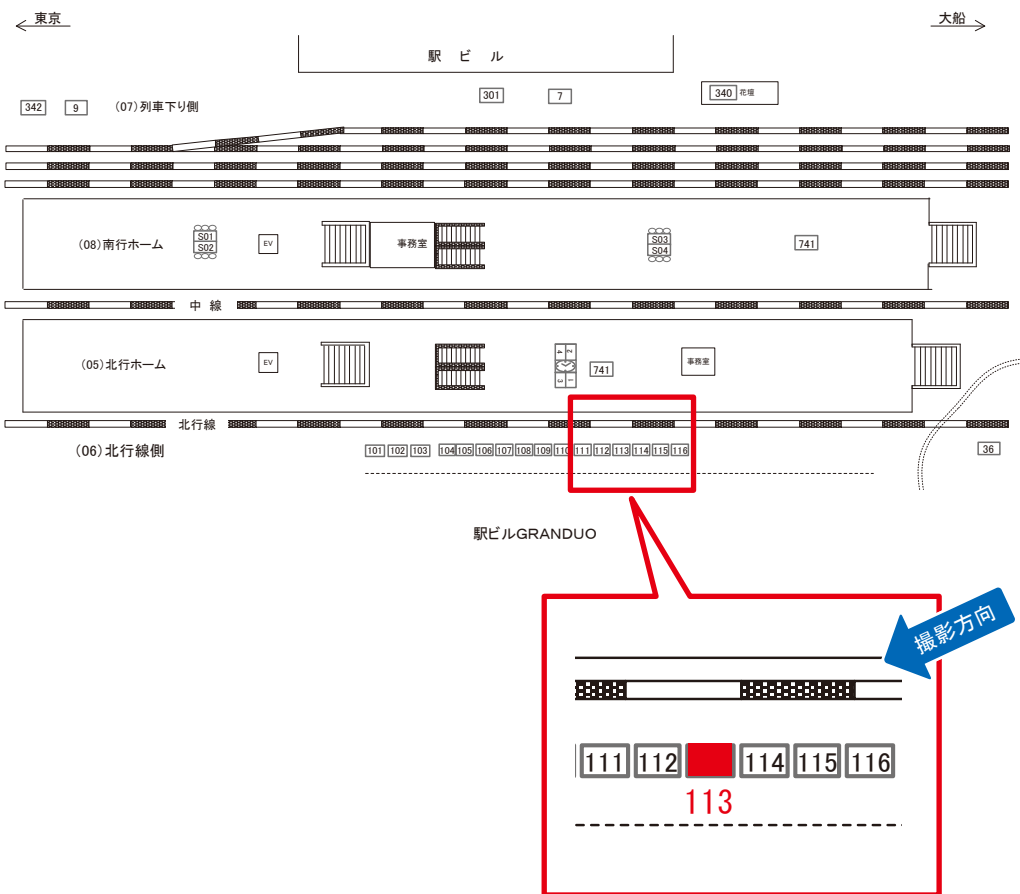 東京
大船
駅ビル
301
7
340 花壇
342
9
(07)列車下り側
(08)南行ホーム
S01
S02
EV
事務室
S03
S04
741
中線
(05)北行ホーム
EV
4 2
3 1
741
事務室
北行線
(06)北行線側
101 102 103 104 105 106 107 108 109 110 111 112 113 114 115 116
36
駅ビルGRANDUO
撮影方向
111 112 114 115 116
113